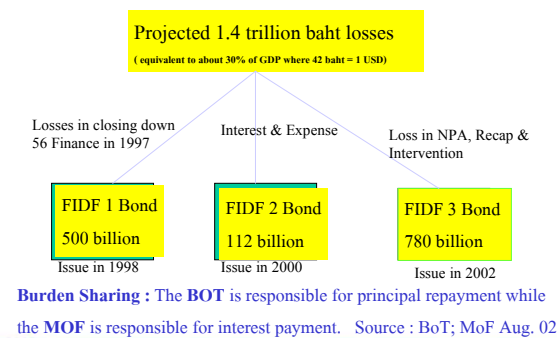 Projected 1.4 trillion baht losses
( equivalent to about 30% of GDP where 42 baht = 1 USD)
Losses in closing down
56 Finance in 1997
Interest & Expense
Loss in NPA, Recap &
Intervention
FIDF 1 Bond
500 billion
Issue in 1998
FIDF 2 Bond
112 billion
Issue in 2000
FIDF 3 Bond
780 billion
Issue in 2002
Burden Sharing : The BOT is responsible for principal repayment while
the MOF is responsible for interest payment. Source : BoT; MoF Aug. 02